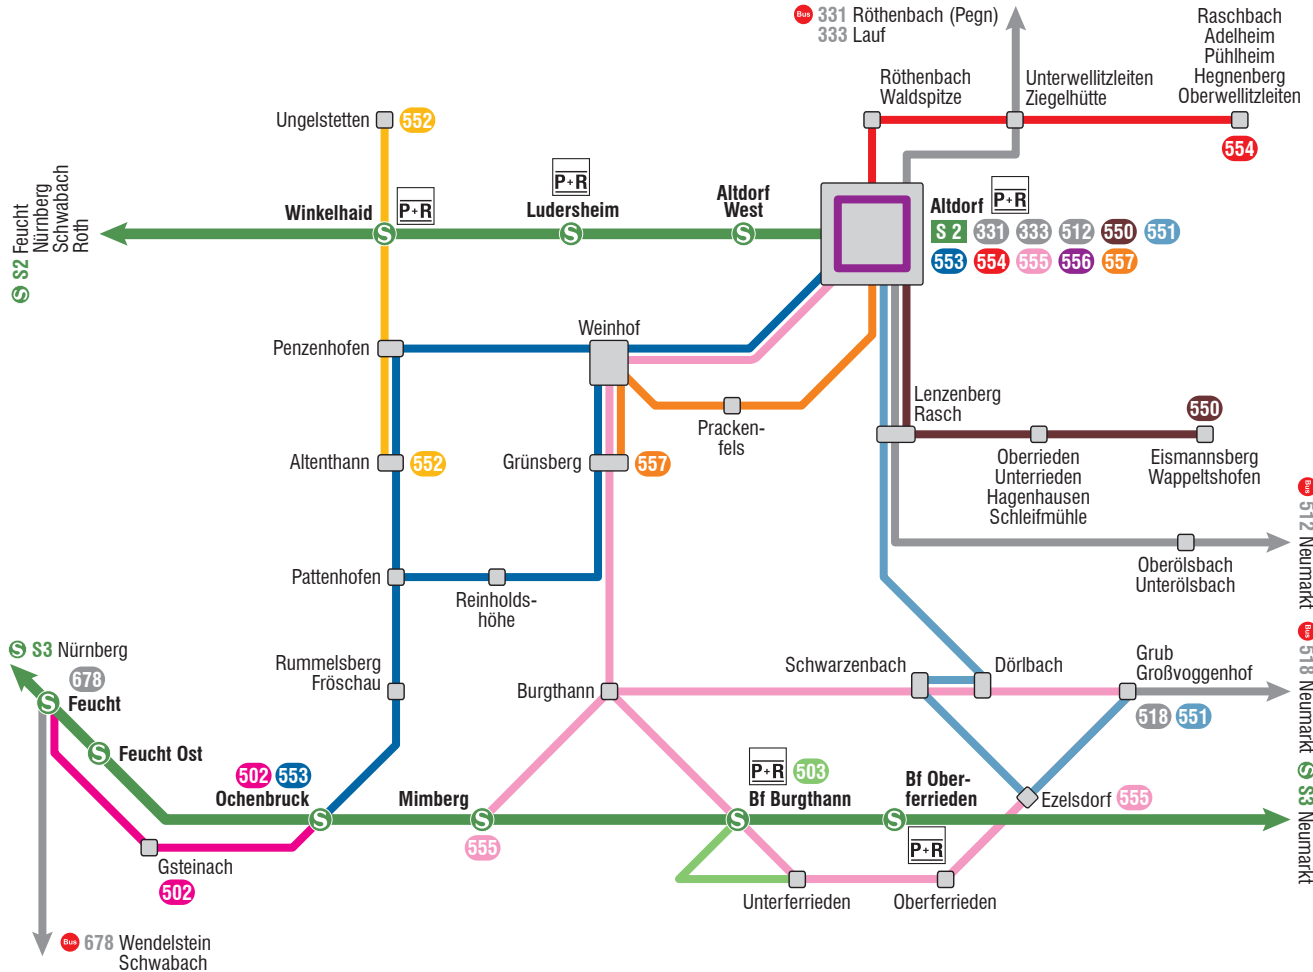 Bus 331 Röthenbach (Pegn)
333 Lauf
Raschbach
Adelheim
Pühlheim
Hegnenberg
Oberwellitzleiten
554
Röthenbach
Waldspitze
Unterwellitzleiten
Ziegelhütte
Ungelstetten 552
S S2 Feucht
Nürnberg
Schwabach
Roth
Winkelhaid
P+R
S
P+R
Ludersheim
S
Altdorf
West
S
Altdorf P+R
S 2 331 333 512 550 551
553 554 555 556 557
Penzenhofen
Weinhof
Pracken-
fels
Lenzenberg
Rasch
550
Oberrieden
Unterrieden
Hagenhausen
Schleifmühle
Eismannsberg
Wappeltshofen
Altenthann 552
Grünsberg 557
Bus 512 Neumarkt
Oberölsbach
Unterölsbach
Pattenhofen
Reinholds-
höhe
S S3 Nürnberg
678
S Feucht
S Feucht Ost
Rummelsberg
Fröschau
Burgthann
Schwarzenbach
Dörlbach
Grub
Großvoggenhof
518 551
Bus 518 Neumarkt
502 553
Ochenbruck
S
Mimberg
S
555
P+R 503
Bf Burgthann
S
Bf Ober-
ferrieden
S
P+R
Ezelsdorf 555
S S3 Neumarkt
Gsteinach
502
Unterferrieden
Oberferrieden
Bus 678 Wendelstein
Schwabach